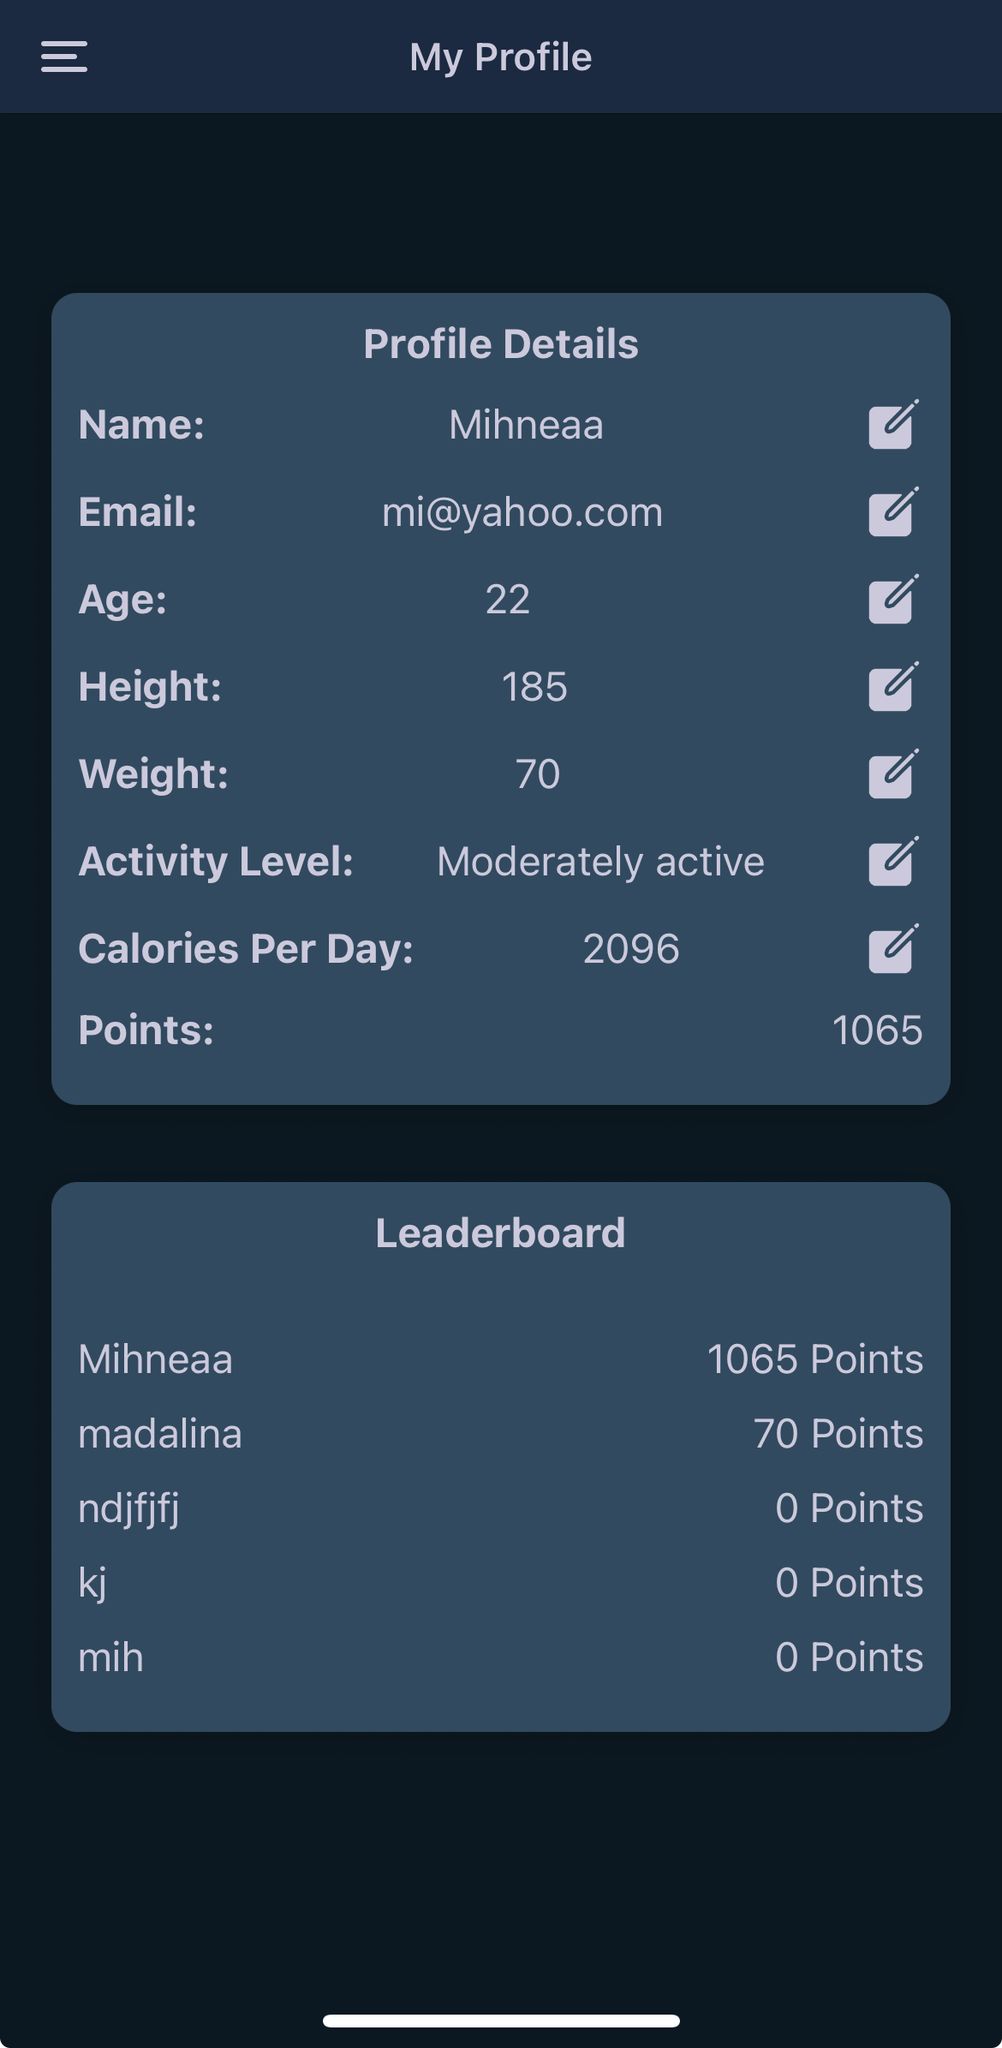 My Profile
Profile Details
Name: Mihneaa
Email: mi@yahoo.com
Age: 22
Height: 185
Weight: 70
Activity Level: Moderately active
Calories Per Day: 2096
Points: 1065
Leaderboard
Mihneaa 1065 Points
madalina 70 Points
ndjfjfj 0 Points
kj 0 Points
mih 0 Points